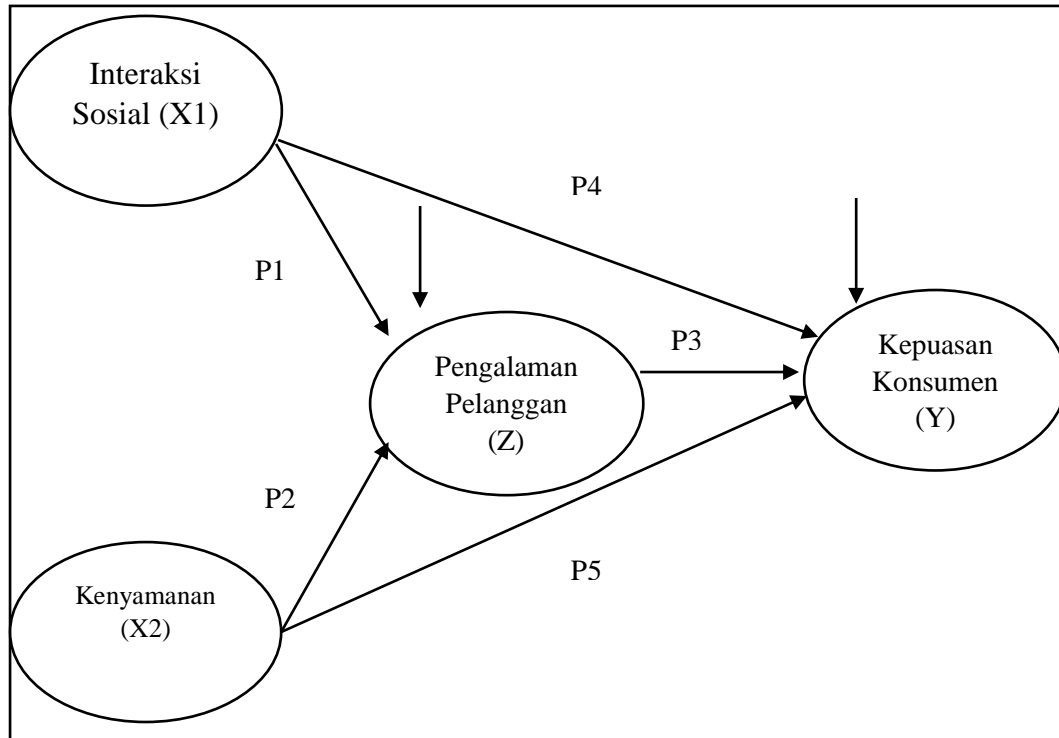 Interaksi
Sosial (X1)
P4
P1
P3
Pengalaman
Pelanggan
(Z)
Kepuasan
Konsumen
(Y)
P2
P5
Kenyamanan
(X2)